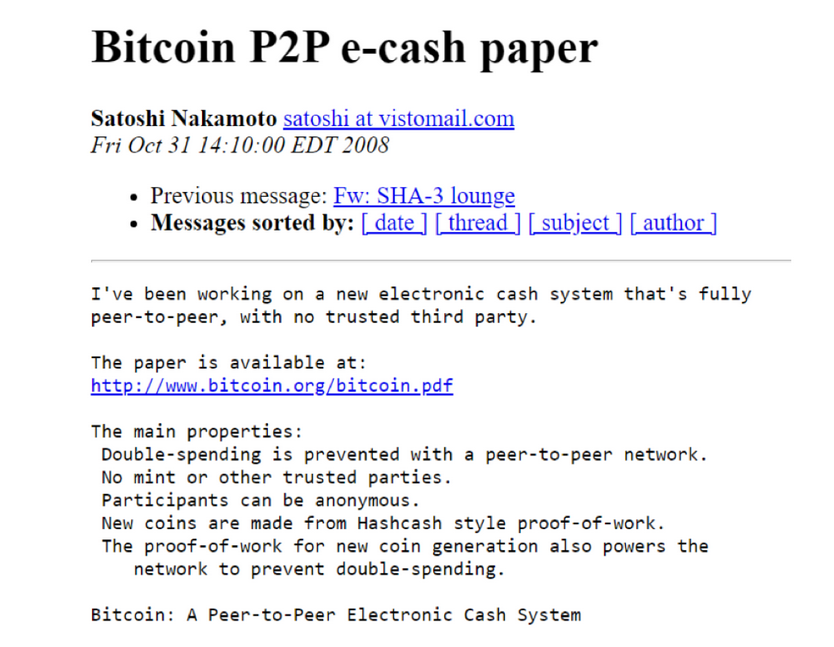 Bitcoin P2P e-cash paper
Satoshi Nakamoto satoshi at vistomail.com
Fri Oct 31 14:10:00 EDT 2008
• Previous message: Fw: SHA-3 lounge
• Messages sorted by: [ date ] [ thread ] [ subject ] [ author ]
I've been working on a new electronic cash system that's fully
peer-to-peer, with no trusted third party.
The paper is available at:
http://www.bitcoin.org/bitcoin.pdf
The main properties:
Double-spending is prevented with a peer-to-peer network.
No mint or other trusted parties.
Participants can be anonymous.
New coins are made from Hashcash style proof-of-work.
The proof-of-work for new coin generation also powers the
network to prevent double-spending.
Bitcoin: A Peer-to-Peer Electronic Cash System